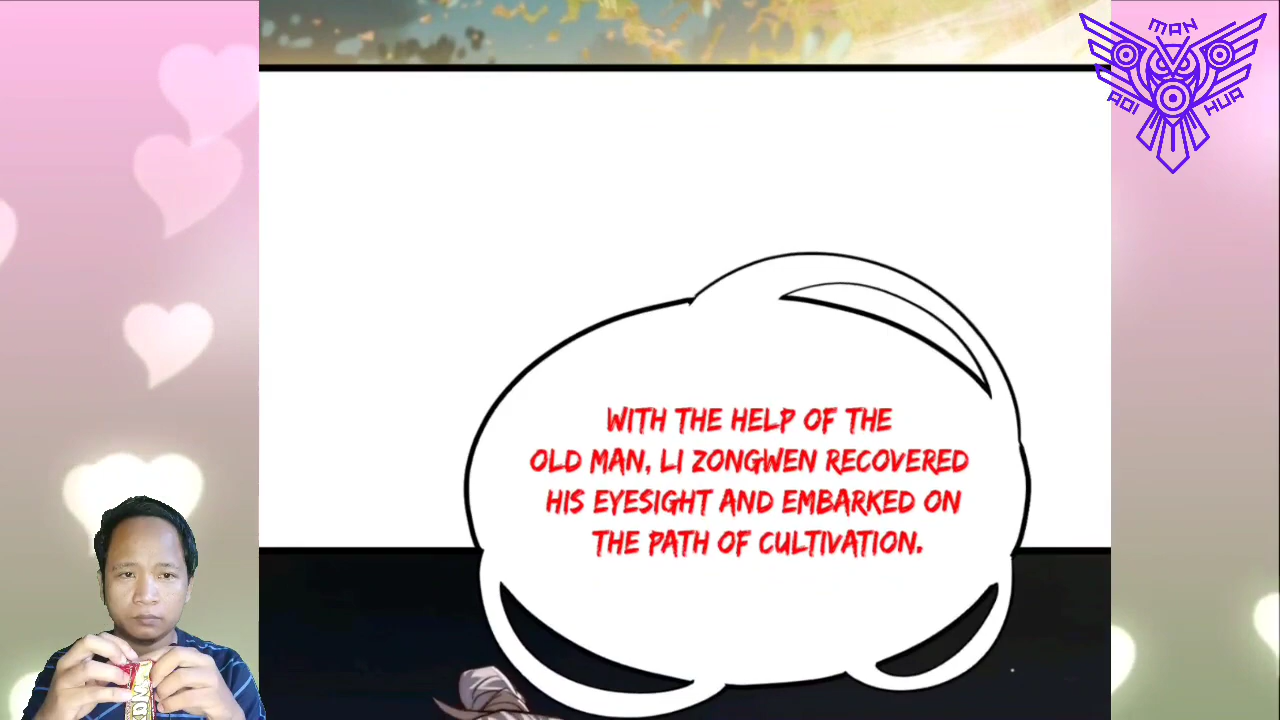 MAN
AOI HUA
WITH THE HELP OF THE
OLD MAN, LI ZONGWEN RECOVERED
HIS EYESIGHT AND EMBARKED ON
THE PATH OF CULTIVATION.